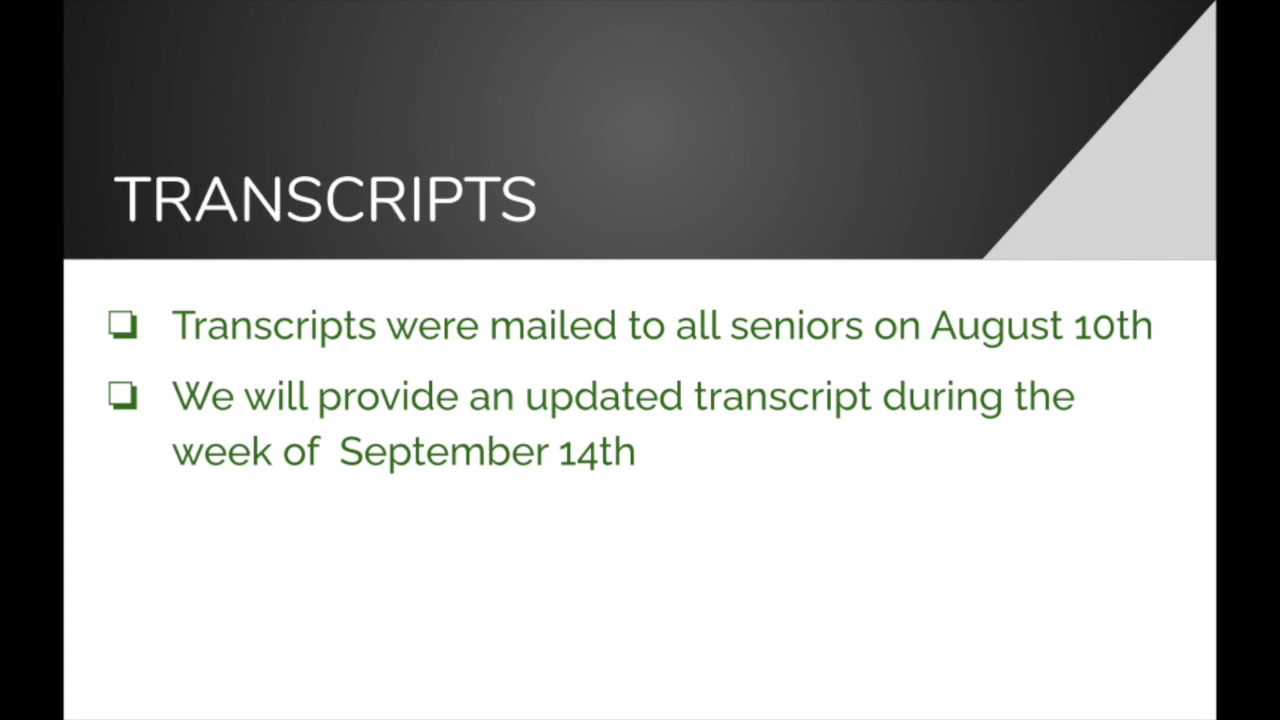 TRANSCRIPTS
❏ Transcripts were mailed to all seniors on August 10th
❏ We will provide an updated transcript during the
week of  September 14th